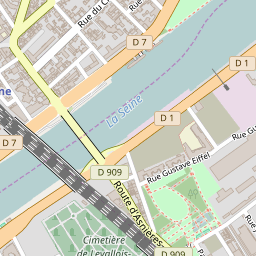 Rue du C
D 7
D 1
La Seine
ne
D 1
D 7
Rue Gustave Eiffel
Rue Gu
D 909
Route d'Asnières
Cimetière
de Levallois-
D 909